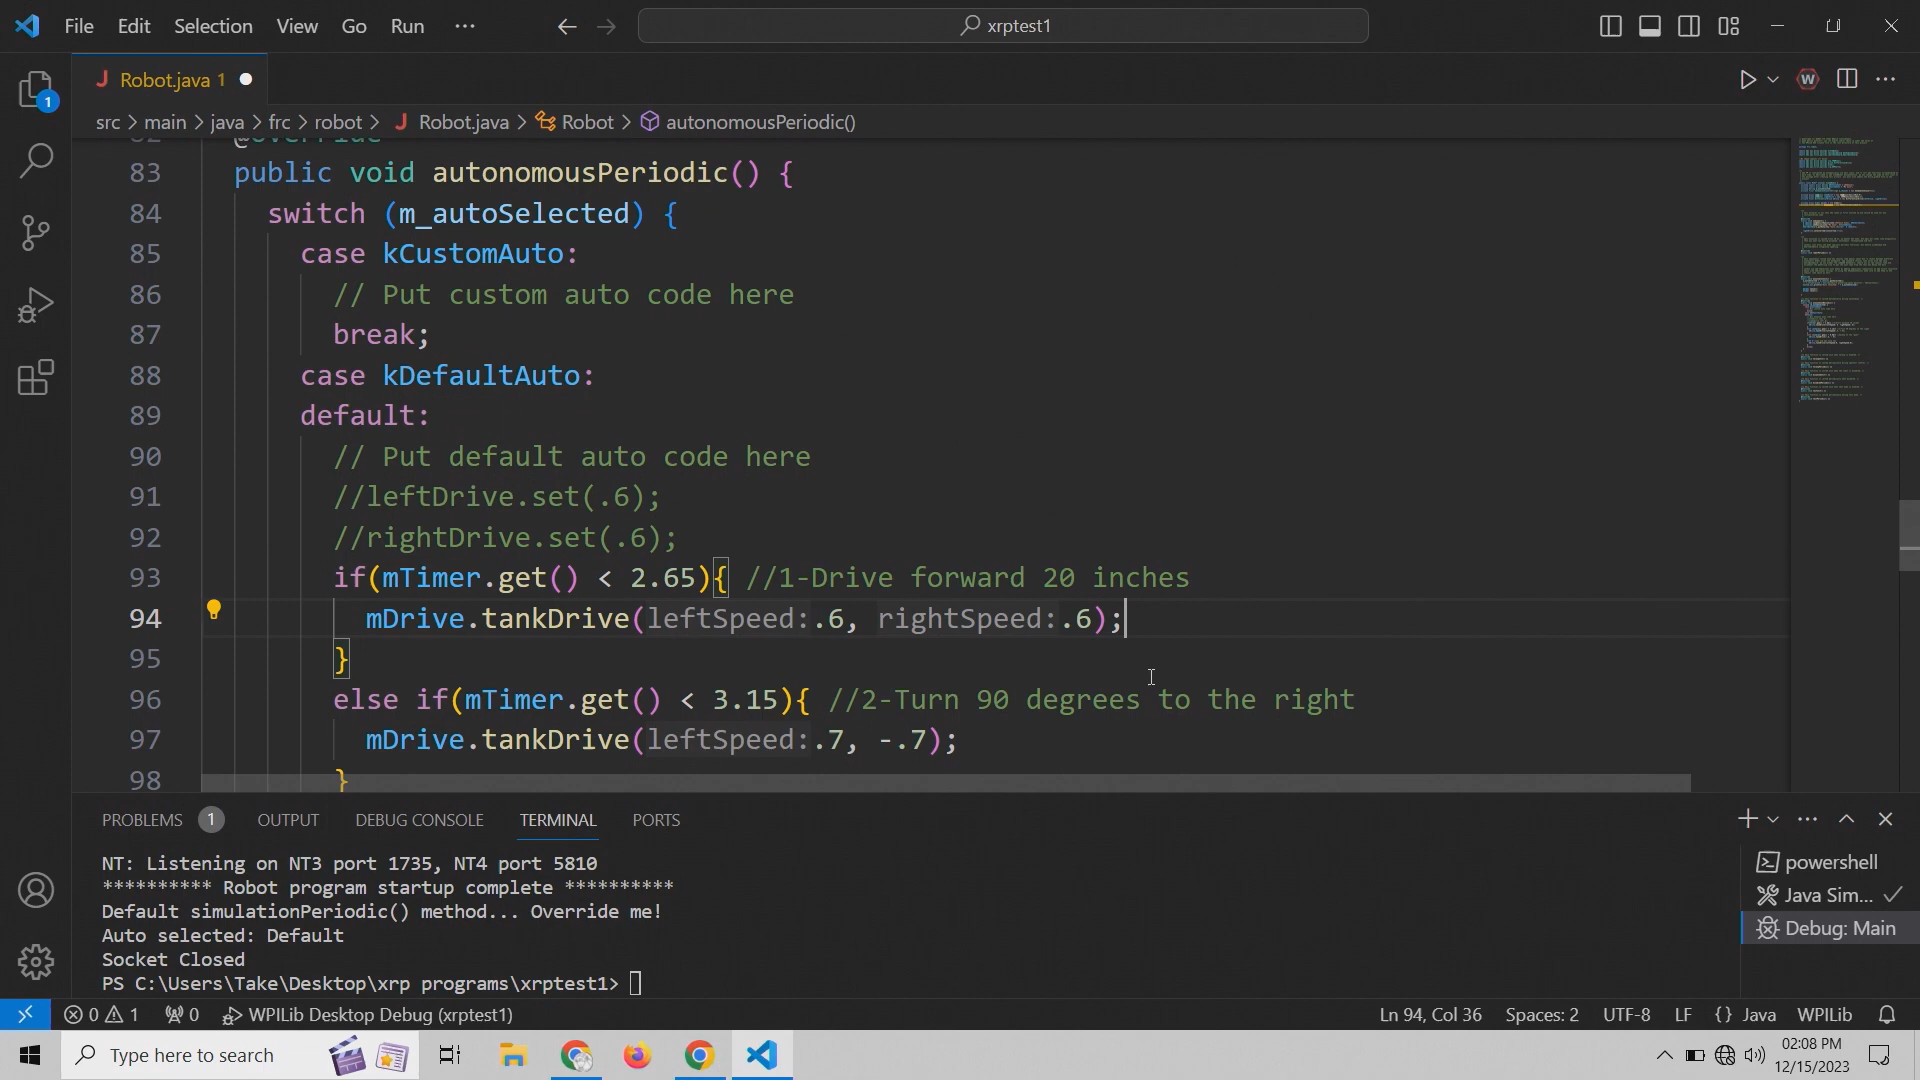 File Edit Selection View Go Run ··· xrptest1
Robot.java 1
src > main > java > frc > robot > J Robot.java > Robot > autonomousPeriodic()
82 @Override
83 public void autonomousPeriodic() {
84 switch (m_autoSelected) {
85 case kCustomAuto:
86 // Put custom auto code here
87 break;
88 case kDefaultAuto:
89 default:
90 // Put default auto code here
91 //leftDrive.set(.6);
92 //rightDrive.set(.6);
93 if(mTimer.get() < 2.65){ //1-Drive forward 20 inches
94 mDrive.tankDrive(leftSpeed:.6, rightSpeed:.6);
95 }
96 else if(mTimer.get() < 3.15){ //2-Turn 90 degrees to the right
97 mDrive.tankDrive(leftSpeed:.7, -.7);
98 }
PROBLEMS 1 OUTPUT DEBUG CONSOLE TERMINAL PORTS
NT: Listening on NT3 port 1735, NT4 port 5810
********** Robot program startup complete **********
Default simulationPeriodic() method... Override me!
Auto selected: Default
Socket Closed
PS C:\Users\Take\Desktop\xrp programs\xrptest1>
powershell
Java Sim...
Debug: Main
0 1 0 WPILib Desktop Debug (xrptest1) Ln 94, Col 36 Spaces: 2 UTF-8 LF {} Java WPILib
Type here to search
02:08 PM
12/15/2023